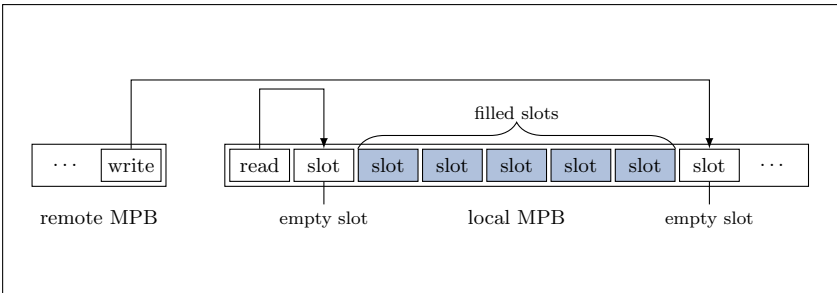 filled slots
··· write read slot slot slot slot slot slot slot ···
empty slot empty slot
remote MPB local MPB